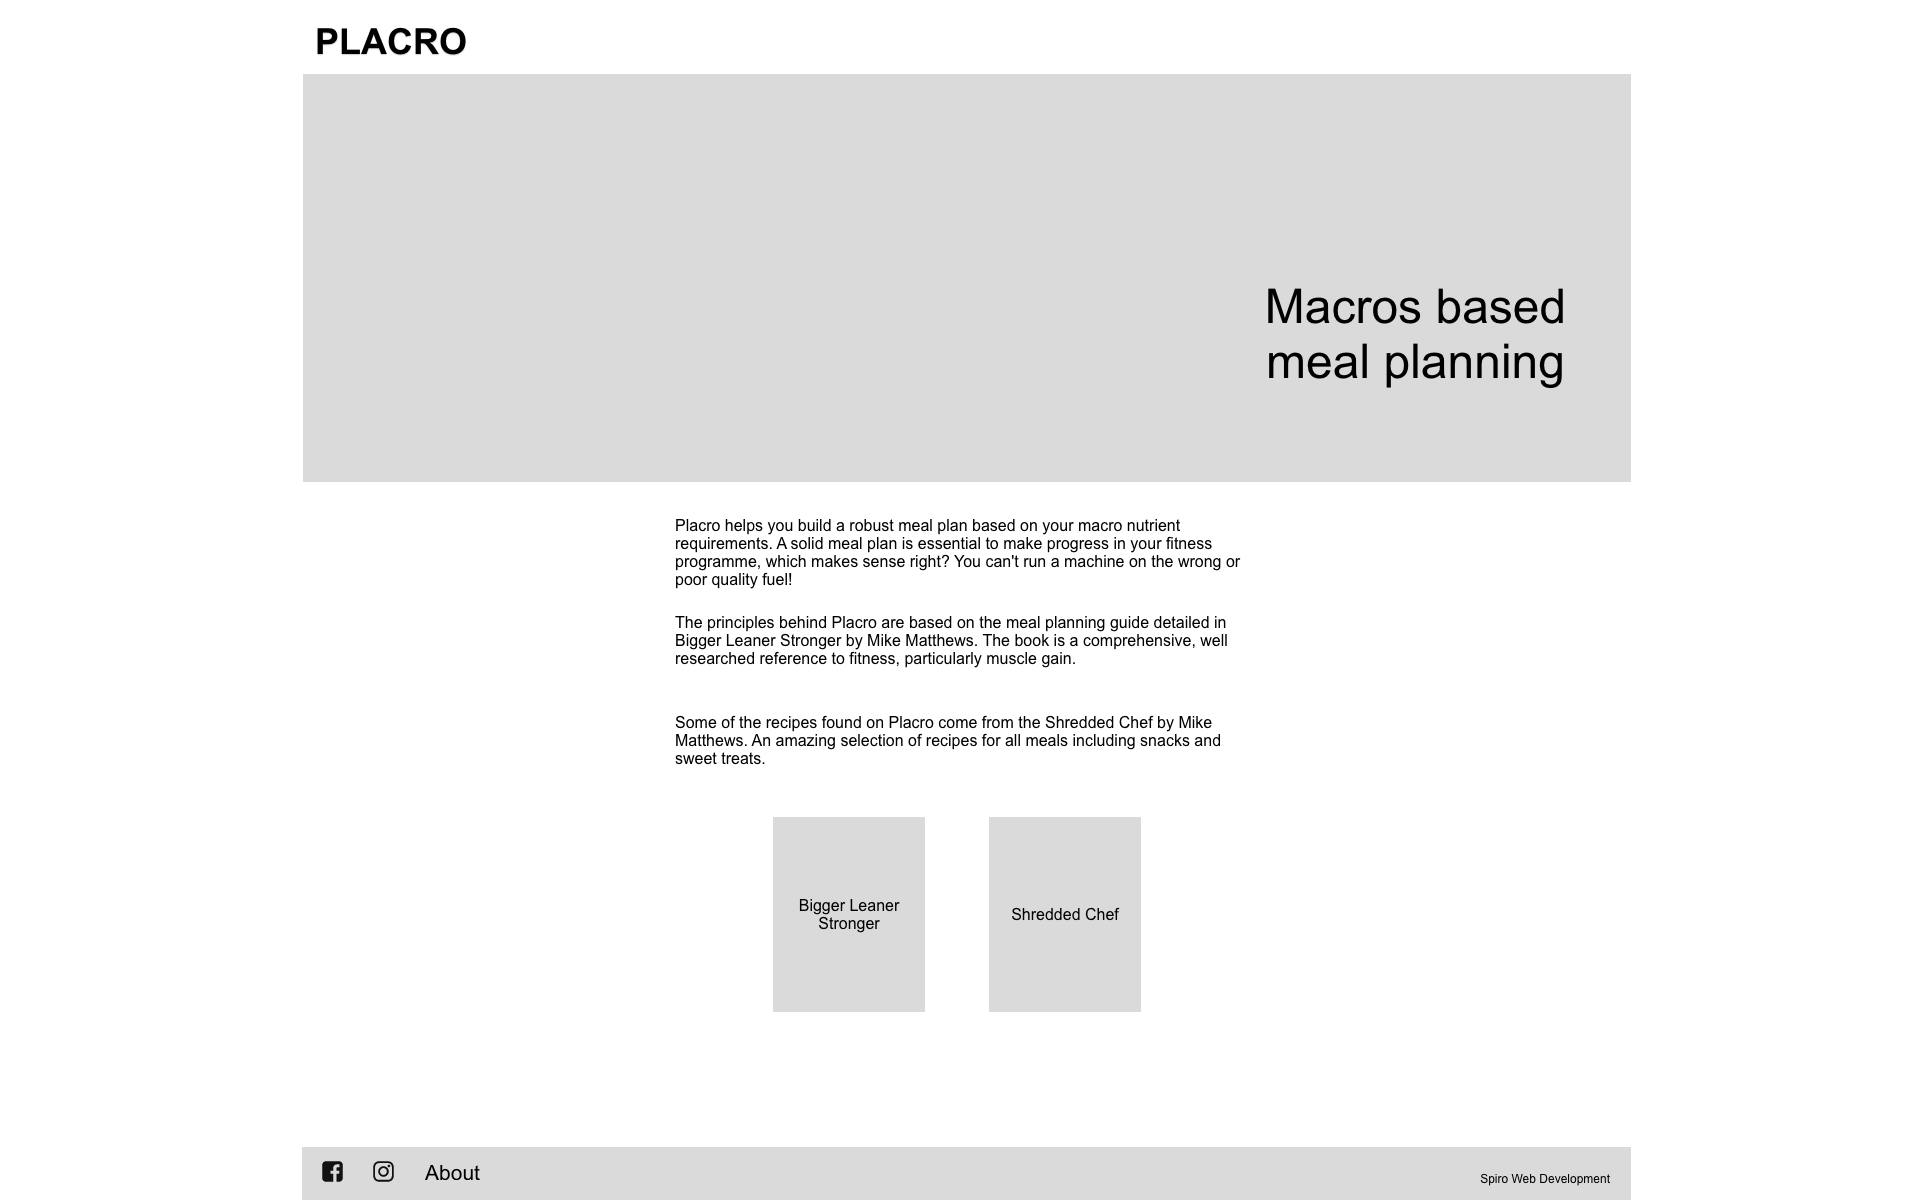 PLACRO
Macros based
meal planning
Placro helps you build a robust meal plan based on your macro nutrient
requirements. A solid meal plan is essential to make progress in your fitness
programme, which makes sense right? You can't run a machine on the wrong or
poor quality fuel!
The principles behind Placro are based on the meal planning guide detailed in
Bigger Leaner Stronger by Mike Matthews. The book is a comprehensive, well
researched reference to fitness, particularly muscle gain.
Some of the recipes found on Placro come from the Shredded Chef by Mike
Matthews. An amazing selection of recipes for all meals including snacks and
sweet treats.
Bigger Leaner
Stronger
Shredded Chef
About
Spiro Web Development